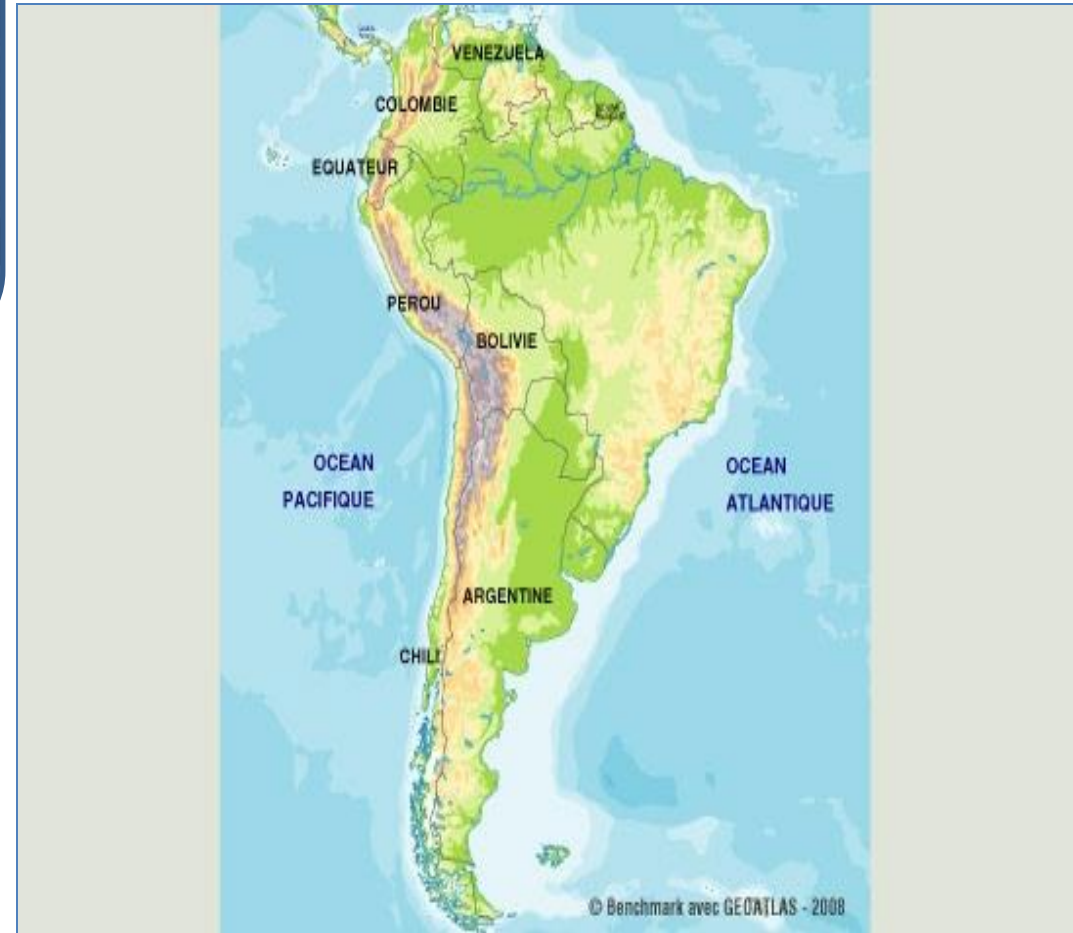 VENEZUELA
COLOMBIE
EQUATEUR
PEROU
BOLIVIE
OCEAN
PACIFIQUE
OCEAN
ATLANTIQUE
ARGENTINE
CHILI
© Benchmark avec GEOATLAS - 2008